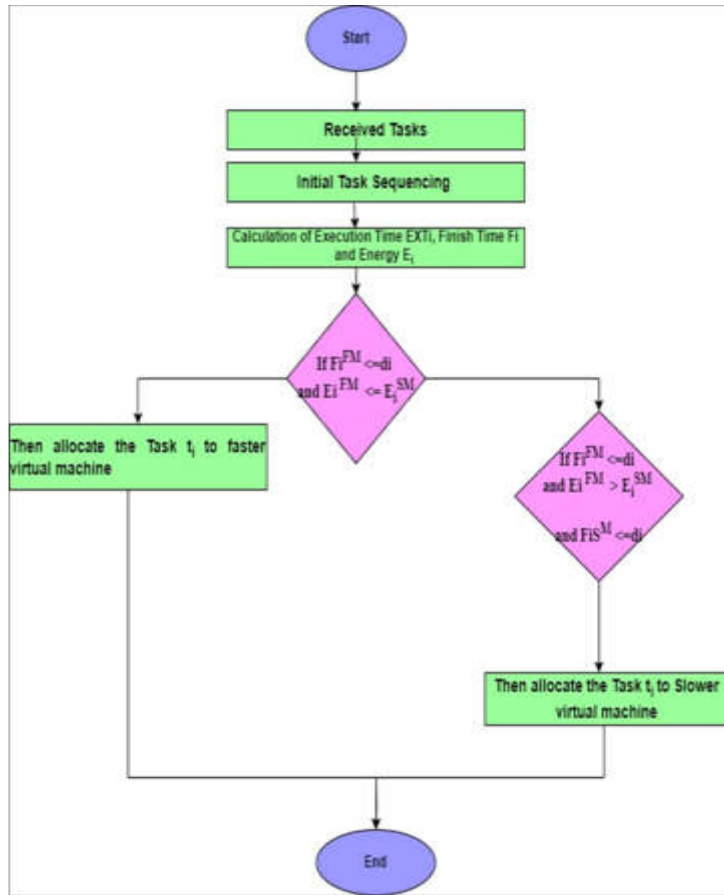 Start
Received Tasks
Initial Task Sequencing
Calculation of Execution Time EXTi, Finish Time Fi
and Energy Eᵢ
If Fi^FM <=di
and Ei^FM <= Eᵢ^SM
Then allocate the Task tᵢ to faster
virtual machine
If Fi^FM <=di
and Ei^FM > Eᵢ^SM
and FiS^M <=di
Then allocate the Task tᵢ to Slower
virtual machine
End